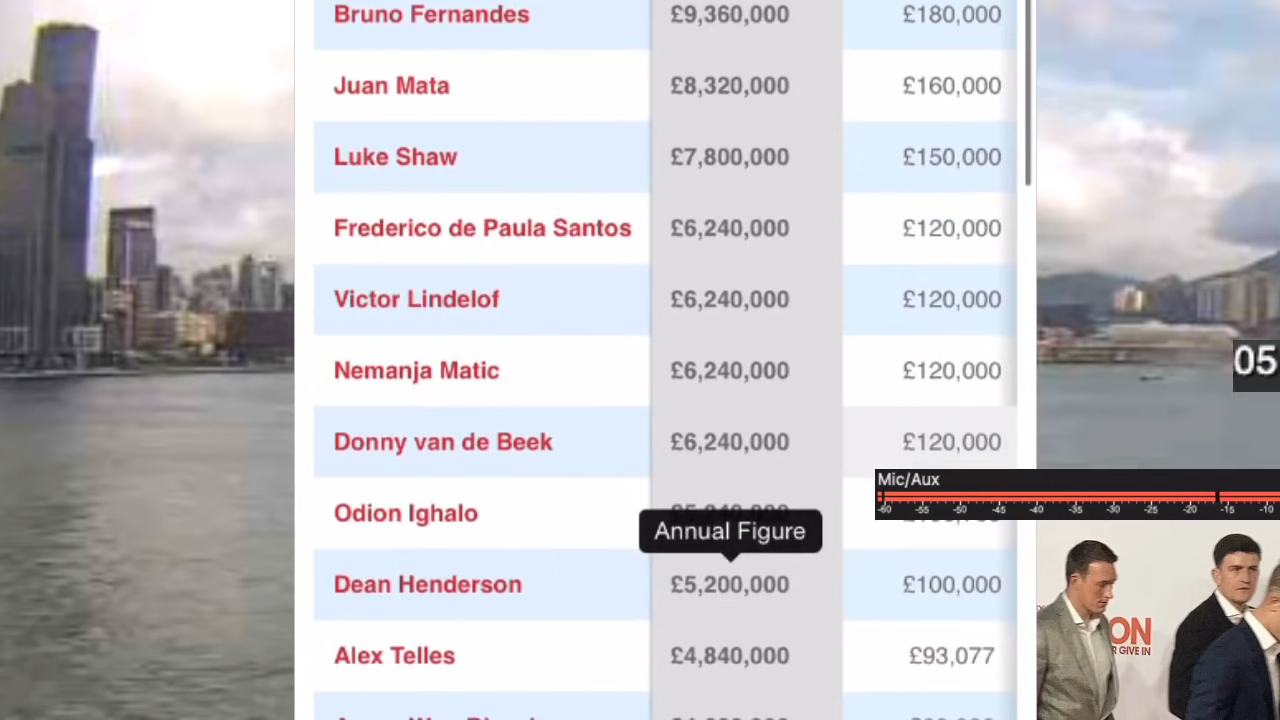 Bruno Fernandes £9,360,000 £180,000
Juan Mata £8,320,000 £160,000
Luke Shaw £7,800,000 £150,000
Frederico de Paula Santos £6,240,000 £120,000
Victor Lindelof £6,240,000 £120,000
05
Nemanja Matic £6,240,000 £120,000
Donny van de Beek £6,240,000 £120,000
Mic/Aux
-60 -55 -50 -45 -40 -35 -30 -25 -20 -15 -10
Odion Ighalo
Annual Figure
Dean Henderson £5,200,000 £100,000
Alex Telles £4,840,000 £93,077
ON
R GIVE IN